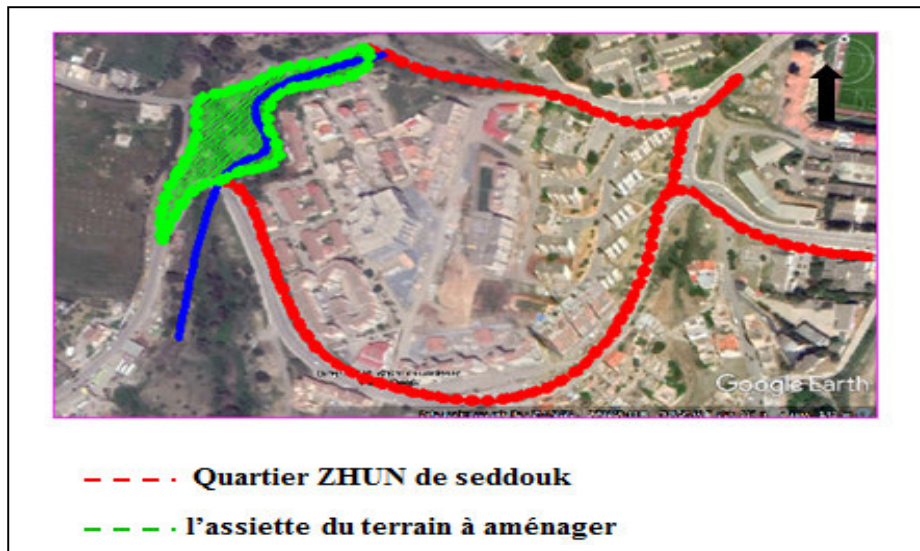 Google Earth
Quartier ZHUN de seddouk
l'assiette du terrain à aménager